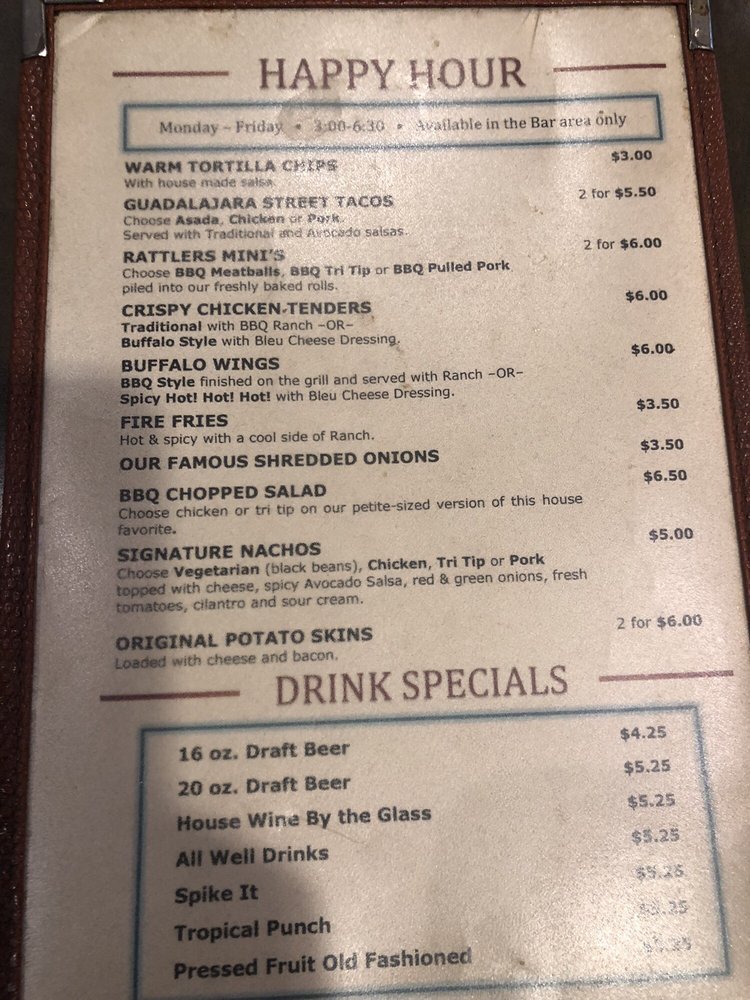 HAPPY HOUR
Monday ~ Friday • 3:00-6:30 • Available in the Bar area only
WARM TORTILLA CHIPS $3.00
With house made salsa.
GUADALAJARA STREET TACOS 2 for $5.50
Choose Asada, Chicken or Pork.
Served with Traditional and Avocado salsas.
RATTLERS MINI'S 2 for $6.00
Choose BBQ Meatballs, BBQ Tri Tip or BBQ Pulled Pork
piled into our freshly baked rolls.
CRISPY CHICKEN TENDERS $6.00
Traditional with BBQ Ranch –OR–
Buffalo Style with Bleu Cheese Dressing.
BUFFALO WINGS $6.00
BBQ Style finished on the grill and served with Ranch –OR–
Spicy Hot! Hot! Hot! with Bleu Cheese Dressing.
FIRE FRIES $3.50
Hot & spicy with a cool side of Ranch.
OUR FAMOUS SHREDDED ONIONS $3.50
BBQ CHOPPED SALAD $6.50
Choose chicken or tri tip on our petite-sized version of this house
favorite.
SIGNATURE NACHOS $5.00
Choose Vegetarian (black beans), Chicken, Tri Tip or Pork
topped with cheese, spicy Avocado Salsa, red & green onions, fresh
tomatoes, cilantro and sour cream.
ORIGINAL POTATO SKINS 2 for $6.00
Loaded with cheese and bacon.
DRINK SPECIALS
16 oz. Draft Beer $4.25
20 oz. Draft Beer $5.25
House Wine By the Glass $5.25
All Well Drinks $5.25
Spike It $5.25
Tropical Punch
Pressed Fruit Old Fashioned